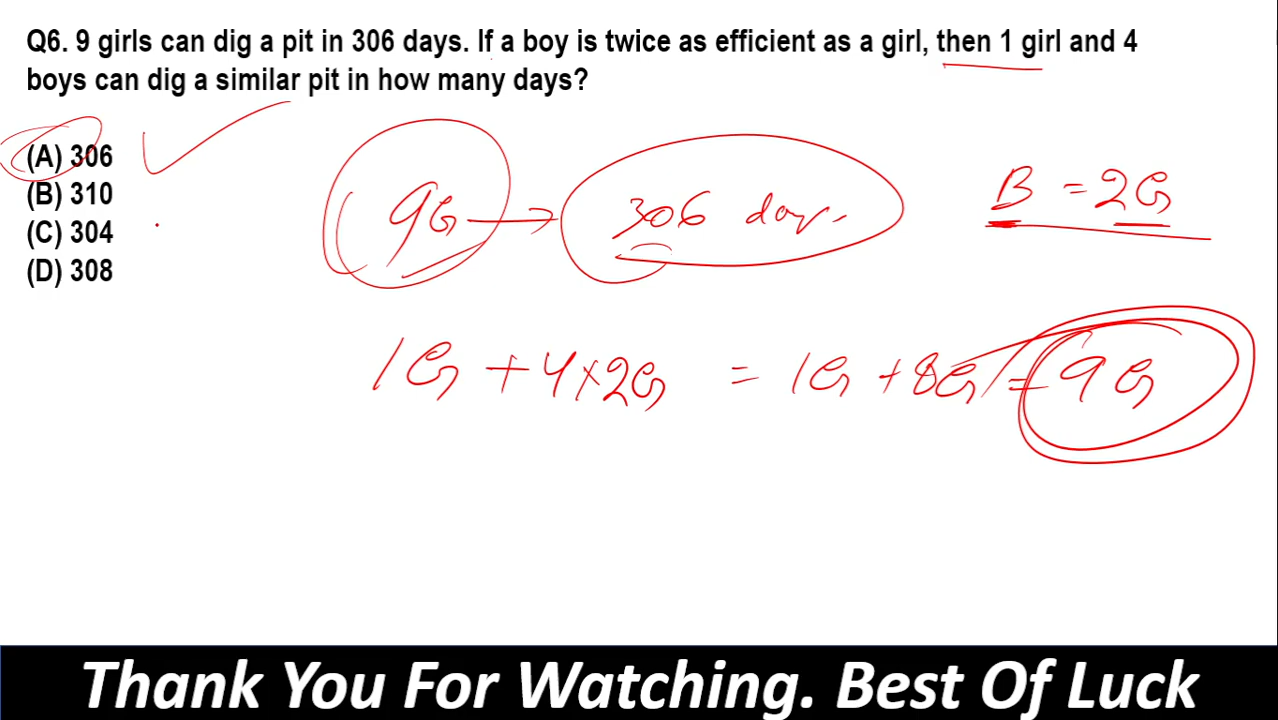 Q6. 9 girls can dig a pit in 306 days. If a boy is twice as efficient as a girl, then 1 girl and 4
boys can dig a similar pit in how many days?
(A) 306
(B) 310
(C) 304
(D) 308
9G → 306 days.
B = 2G
1G + 4×2G = 1G + 8G = 9G
Thank You For Watching. Best Of Luck